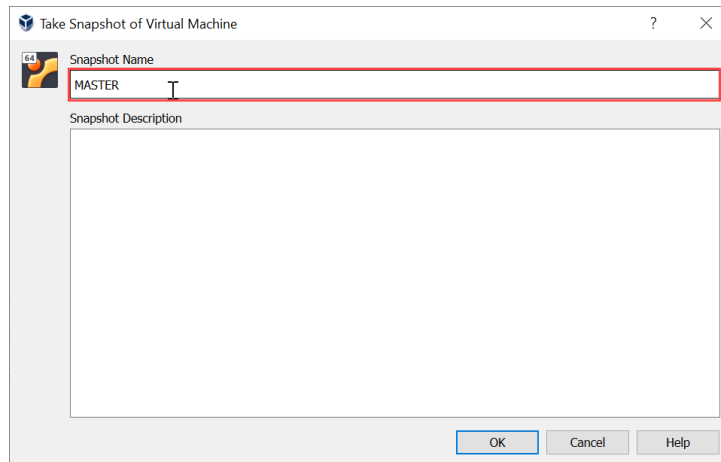 Take Snapshot of Virtual Machine ?
64
Snapshot Name
MASTER
Snapshot Description
OK Cancel Help